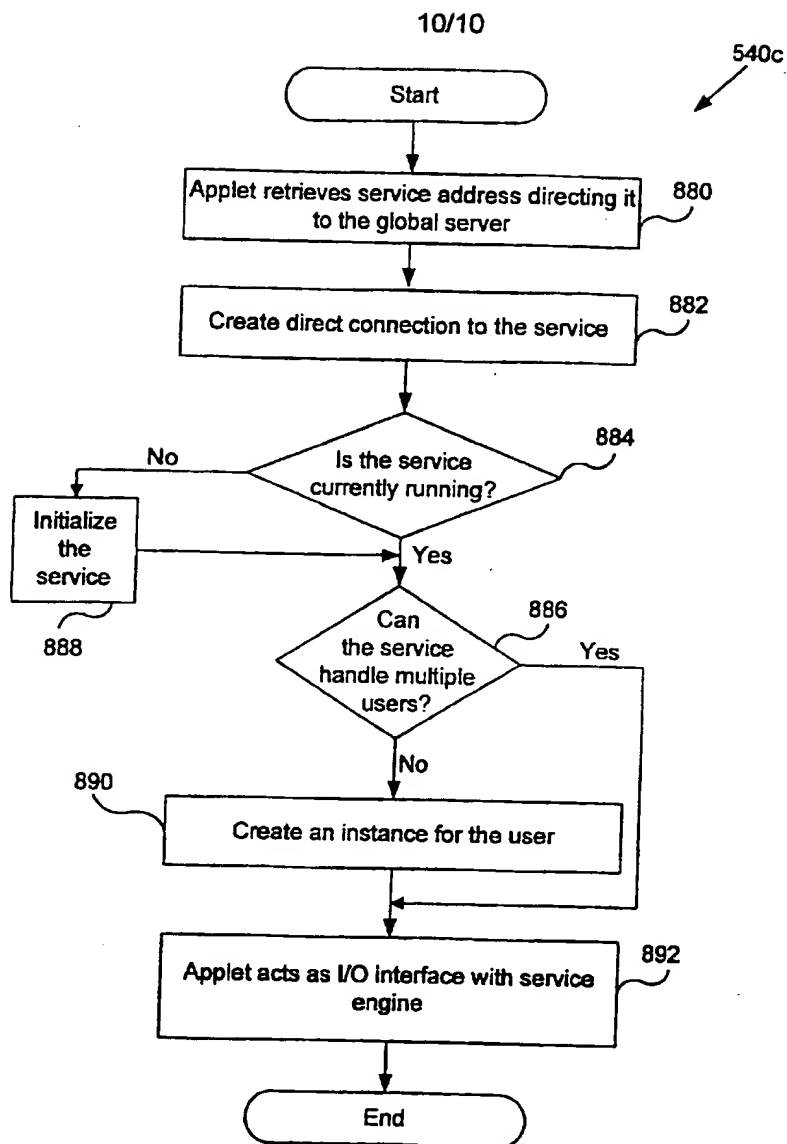 10/10
540c
Start
Applet retrieves service address directing it
to the global server
880
Create direct connection to the service
882
Is the service
currently running?
884
No
Initialize
the
service
888
Yes
Can
the service
handle multiple
users?
886
Yes
No
890
Create an instance for the user
Applet acts as I/O interface with service
engine
892
End